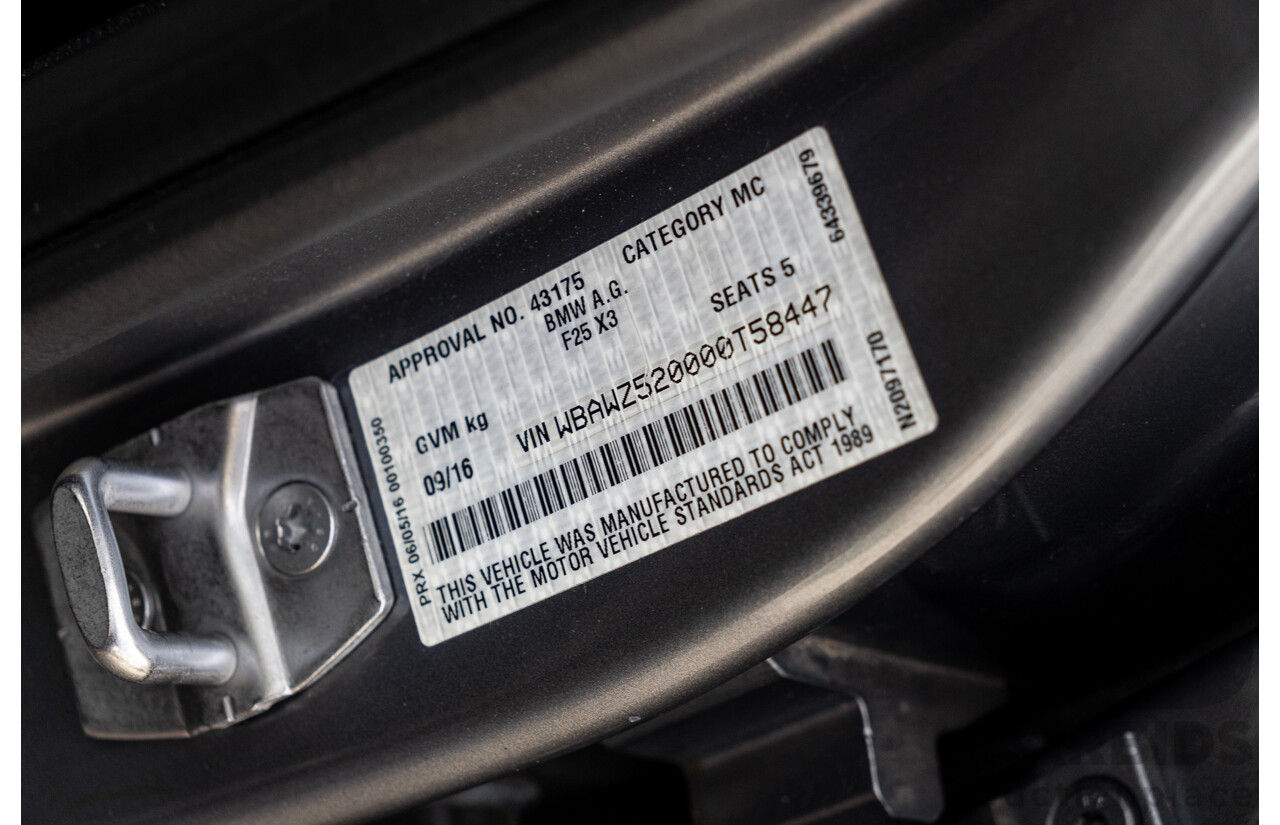 APPROVAL NO. 43175 CATEGORY MC
BMW A.G.
F25 X3 SEATS 5
GVM kg
VIN WBAWZ520000T58447
09/16
THIS VEHICLE WAS MANUFACTURED TO COMPLY
WITH THE MOTOR VEHICLE STANDARDS ACT 1989
PRX 06/05/16 00100350
64339679
N2097170